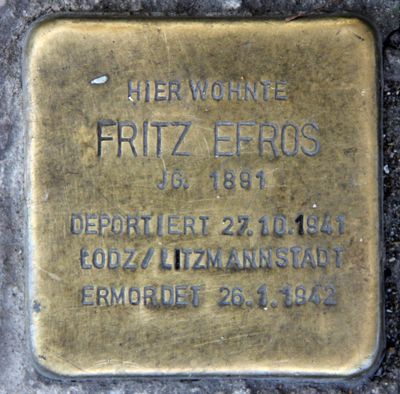 HIER WOHNTE
FRITZ EFROS
JG. 1891
DEPORTIERT 27.10.1941
ŁODZ / LITZMANNSTADT
ERMORDET 26.1.1942